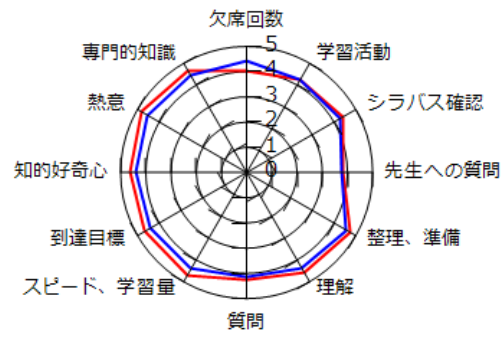 欠席回数
学習活動
シラバス確認
先生への質問
整理、準備
理解
質問
スピード、学習量
到達目標
知的好奇心
熱意
専門的知識
5
4
3
2
1
0